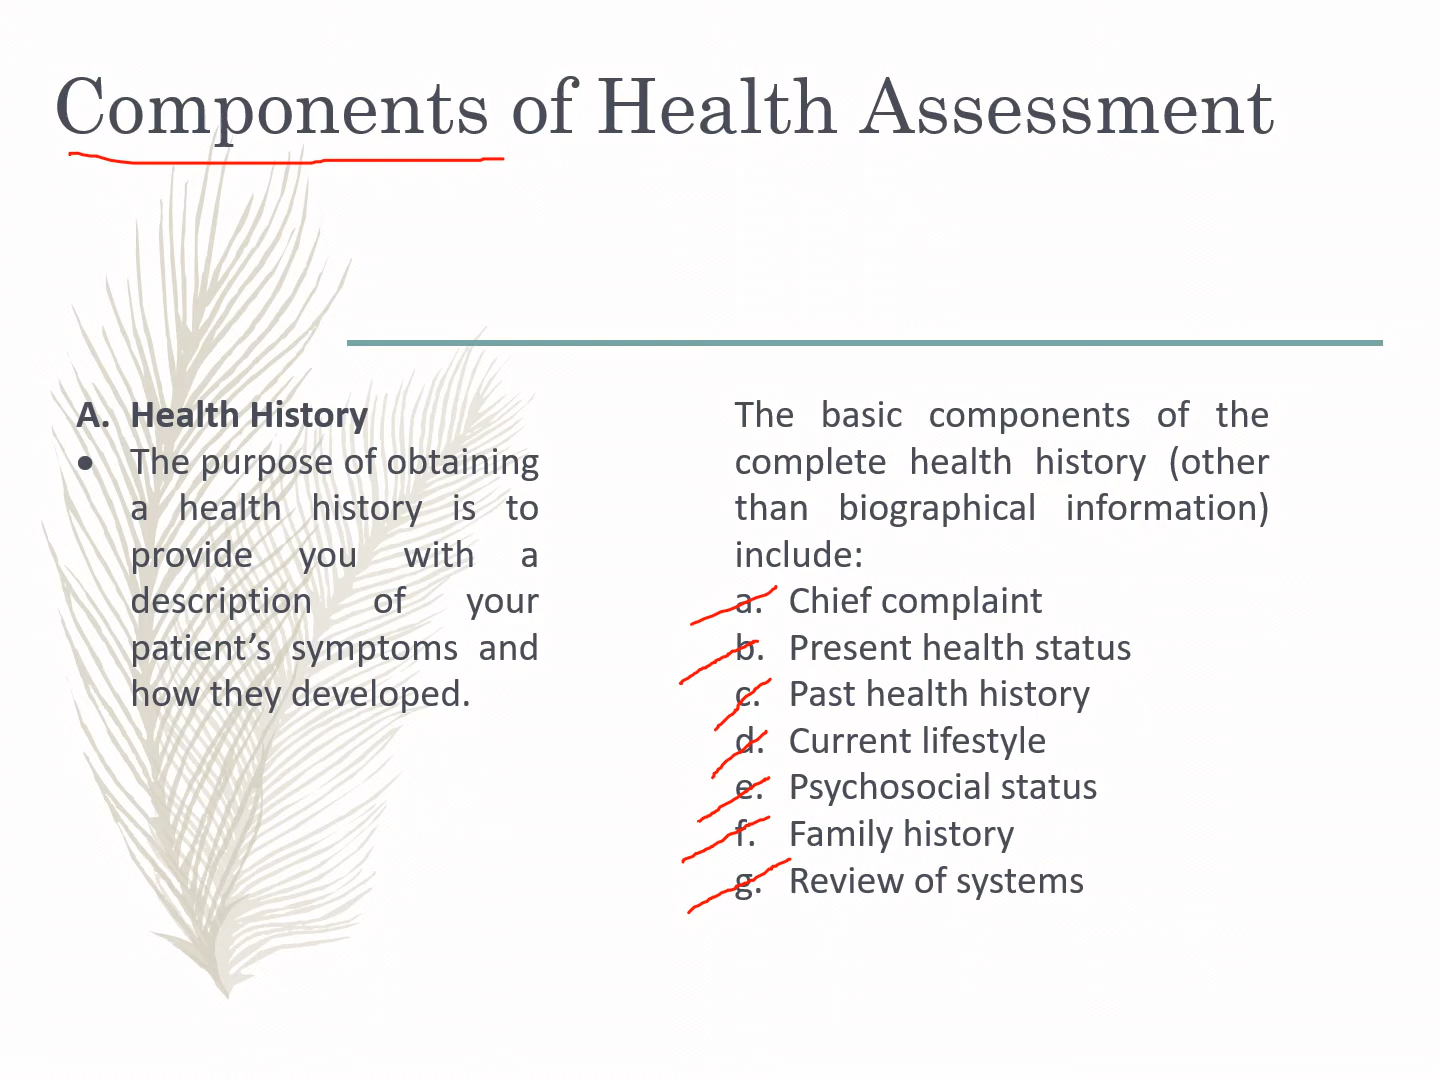 Components of Health Assessment
A. Health History
● The purpose of obtaining
a health history is to
provide you with a
description of your
patient’s symptoms and
how they developed.
The basic components of the
complete health history (other
than biographical information)
include:
a. Chief complaint
b. Present health status
c. Past health history
d. Current lifestyle
e. Psychosocial status
f. Family history
g. Review of systems